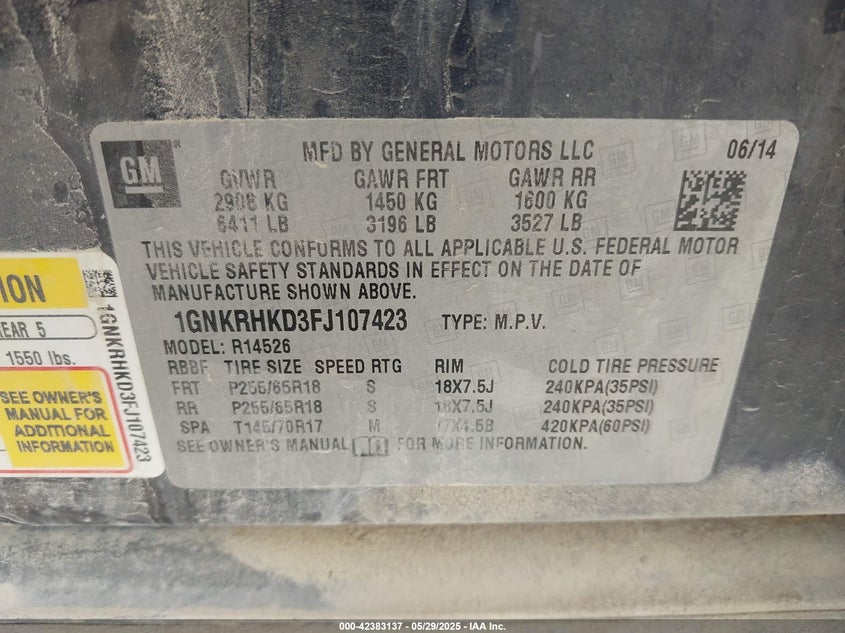 GM
MFD BY GENERAL MOTORS LLC 06/14
GVWR GAWR FRT GAWR RR
2908 KG 1450 KG 1600 KG
6411 LB 3196 LB 3527 LB
THIS VEHICLE CONFORMS TO ALL APPLICABLE U.S. FEDERAL MOTOR
VEHICLE SAFETY STANDARDS IN EFFECT ON THE DATE OF
MANUFACTURE SHOWN ABOVE.
1GNKRHKD3FJ107423 TYPE: M.P.V.
MODEL: R14526
TIRE SIZE SPEED RTG RIM COLD TIRE PRESSURE
FRT P255/65R18 S 18X7.5J 240KPA(35PSI)
RR P255/65R18 S 18X7.5J 240KPA(35PSI)
SPA T145/70R17 M 420KPA(60PSI)
SEE OWNER'S MANUAL FOR MORE INFORMATION.
EAR 5
1550 lbs.
SEE OWNER'S
MANUAL FOR
ADDITIONAL
INFORMATION
1GNKRHKD3FJ107423
000-42383137 - 05/29/2025 - IAA Inc.